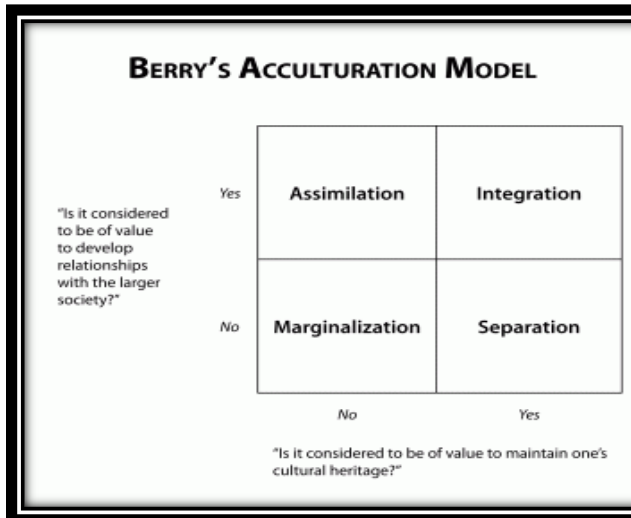 BERRY'S ACCULTURATION MODEL
Yes
Assimilation
Integration
"Is it considered
to be of value
to develop
relationships
with the larger
society?"
No
Marginalization
Separation
No
Yes
"Is it considered to be of value to maintain one's
cultural heritage?"